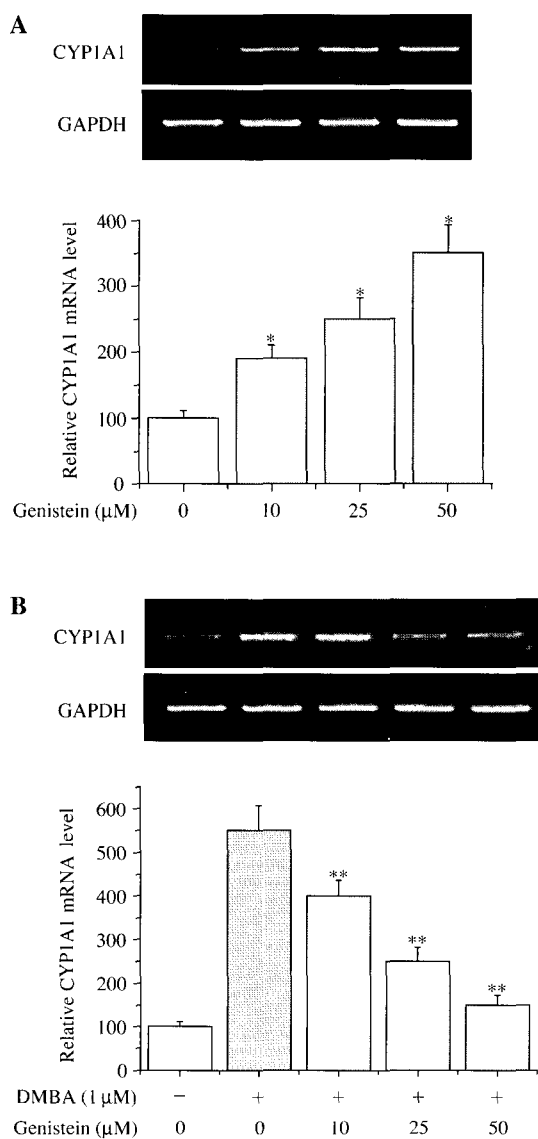 A
CYP1A1
GAPDH
Relative CYP1A1 mRNA level
400
300
200
100
0
*
*
*
Genistein (μM) 0 10 25 50
B
CYP1A1
GAPDH
Relative CYP1A1 mRNA level
600
500
400
300
200
100
0
**
**
**
DMBA (1 μM) − + + + +
Genistein (μM) 0 0 10 25 50